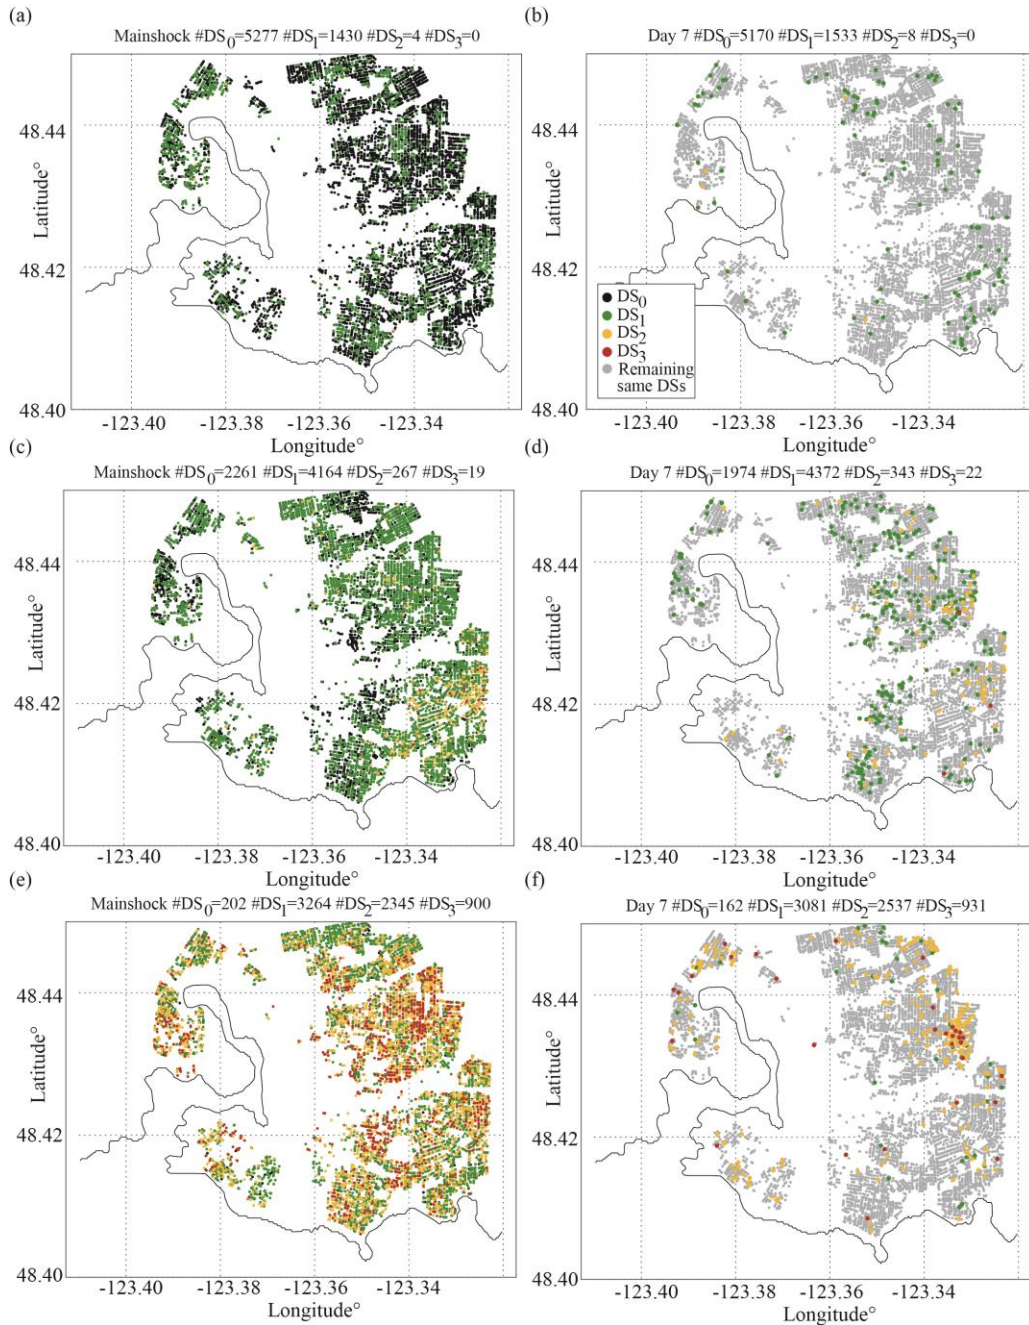 (a)
Mainshock #DS0=5277 #DS1=1430 #DS2=4 #DS3=0
48.44
48.42
48.40
Latitude°
-123.40 -123.38 -123.36 -123.34
Longitude°
(b)
Day 7 #DS0=5170 #DS1=1533 #DS2=8 #DS3=0
48.44
48.42
48.40
Latitude°
DS0
DS1
DS2
DS3
Remaining
same DSs
-123.40 -123.38 -123.36 -123.34
Longitude°
(c)
Mainshock #DS0=2261 #DS1=4164 #DS2=267 #DS3=19
48.44
48.42
48.40
Latitude°
-123.40 -123.38 -123.36 -123.34
Longitude°
(d)
Day 7 #DS0=1974 #DS1=4372 #DS2=343 #DS3=22
48.44
48.42
48.40
Latitude°
-123.40 -123.38 -123.36 -123.34
Longitude°
(e)
Mainshock #DS0=202 #DS1=3264 #DS2=2345 #DS3=900
48.44
48.42
48.40
Latitude°
-123.40 -123.38 -123.36 -123.34
Longitude°
(f)
Day 7 #DS0=162 #DS1=3081 #DS2=2537 #DS3=931
48.44
48.42
48.40
Latitude°
-123.40 -123.38 -123.36 -123.34
Longitude°